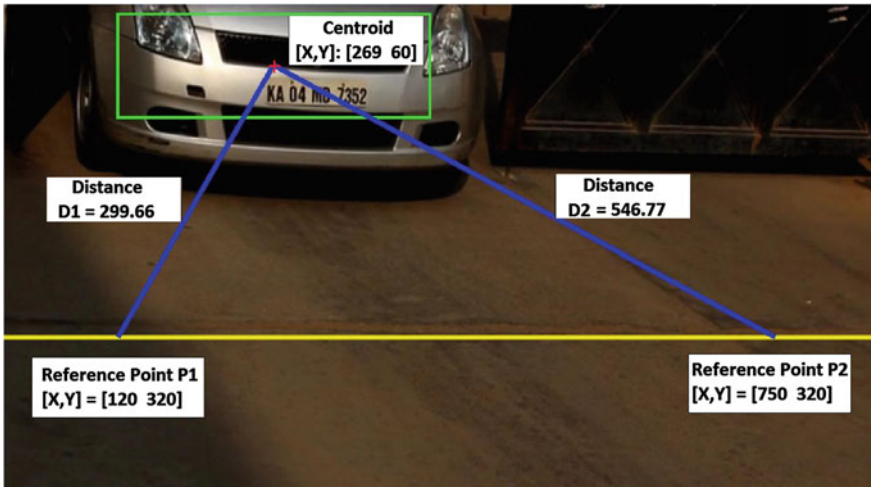 Centroid
[X,Y]: [269 60]
KA 04 MC 7352
Distance
D1 = 299.66
Distance
D2 = 546.77
Reference Point P1
[X,Y] = [120 320]
Reference Point P2
[X,Y] = [750 320]